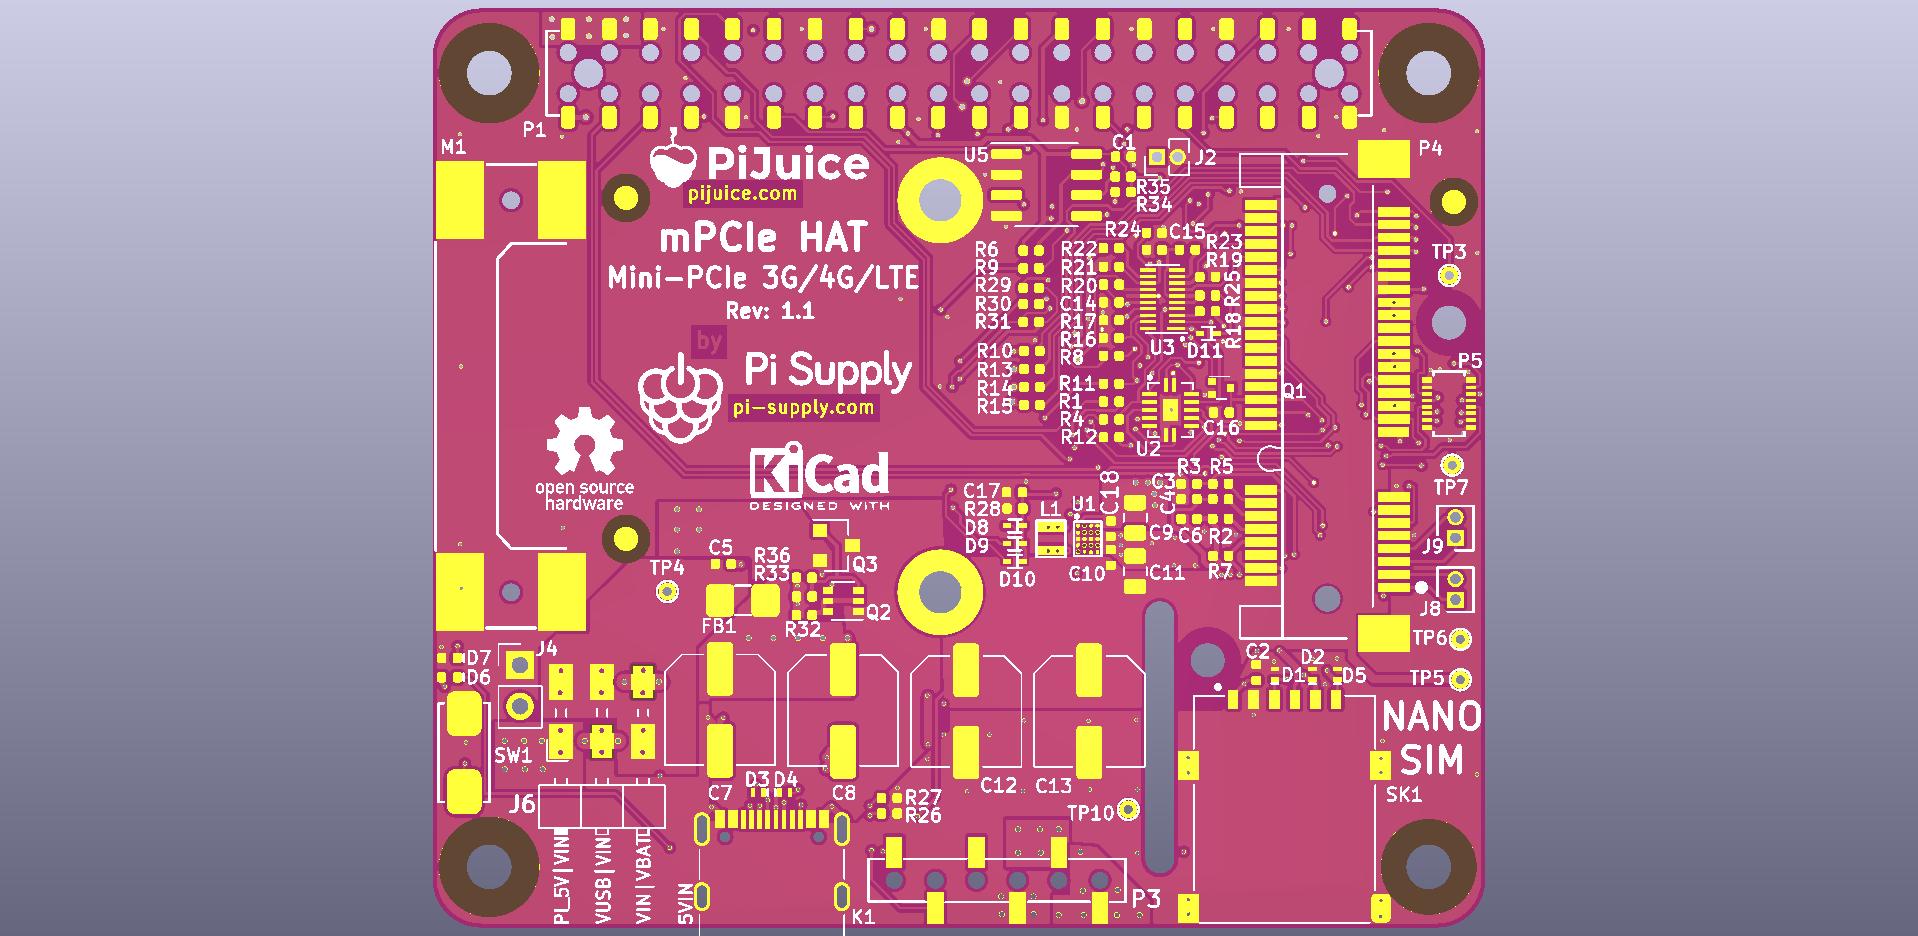 P1
M1
PiJuice
pijuice.com
mPCIe HAT
Mini-PCIe 3G/4G/LTE
Rev: 1.1
by
Pi Supply
pi-supply.com
open source
hardware
KiCad
DESIGNED WITH
U5
C1
J2
R35
R34
P4
R24
C15
R6
R22
R23
R9
R21
R19
R29
R20
R25
R30
C14
R31
R17
R18
R16
R10
R8
U3
D11
R13
R14
R11
R15
R1
R4
R12
C16
U2
Q1
TP3
P5
TP7
R3
R5
C3
C4
C17
R28
D8
D9
D10
L1
U1
C18
C9
C6
R2
C10
C11
R7
J9
J8
TP6
TP5
C5
R36
R33
Q3
TP4
FB1
R32
Q2
D7
D6
J4
SW1
J6
C7
D3
D4
C8
C12
C13
C2
D1
D2
D5
NANO
SIM
SK1
R27
R26
TP10
PI_5V|VIN
VUSB|VIN
VIN|VBAT
5VIN
K1
P3